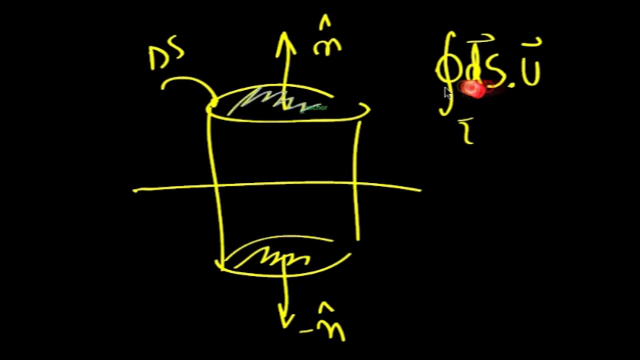 DS
n̂
∮ds⃗.u⃗
τ
-n̂